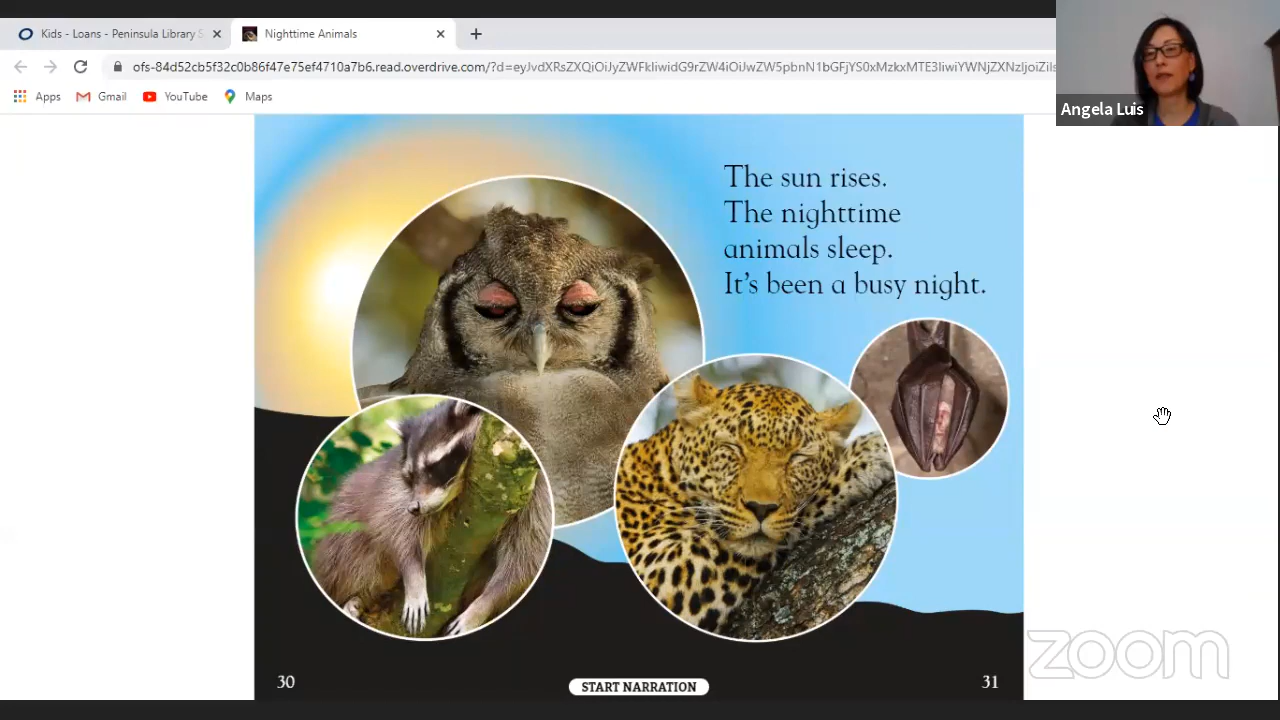 Kids - Loans - Peninsula Library S
Nighttime Animals
Angela Luis
Apps
Gmail
YouTube
Maps
The sun rises.
The nighttime
animals sleep.
It's been a busy night.
30
START NARRATION
31
zoom